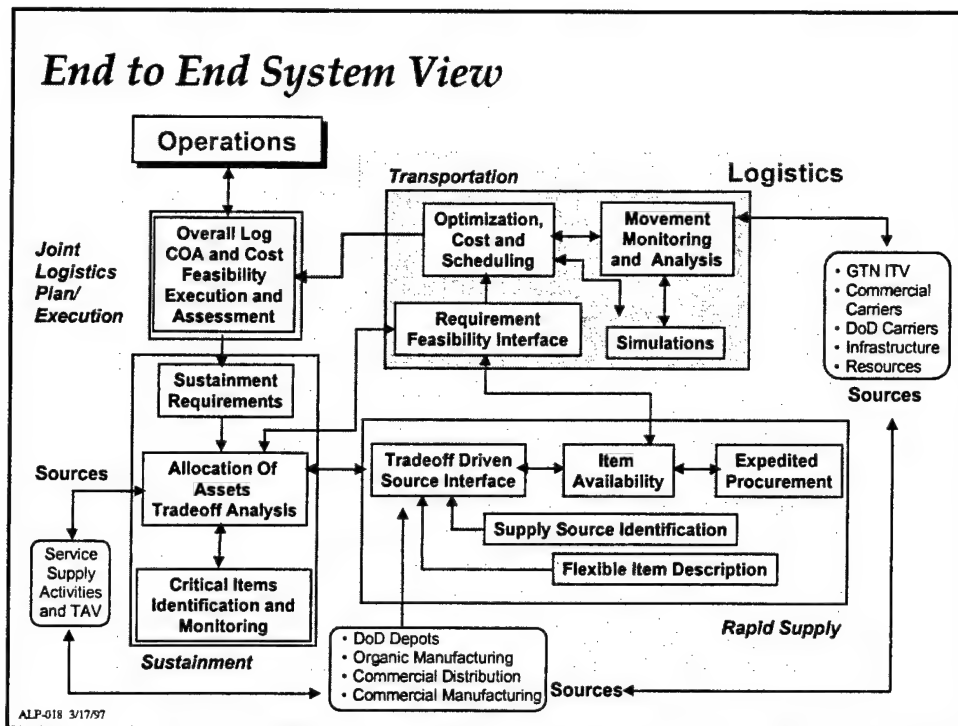 End to End System View
Operations
Logistics
Transportation
Joint
Logistics
Plan/
Execution
Overall Log
COA and Cost
Feasibility
Execution and
Assessment
Optimization,
Cost and
Scheduling
Movement
Monitoring
and Analysis
Requirement
Feasibility Interface
Simulations
• GTN ITV
• Commercial
Carriers
• DoD Carriers
• Infrastructure
• Resources
Sources
Sustainment
Requirements
Sources
Allocation Of
Assets
Tradeoff Analysis
Tradeoff Driven
Source Interface
Item
Availability
Expedited
Procurement
Supply Source Identification
Flexible Item Description
Service
Supply
Activities
and TAV
Critical Items
Identification and
Monitoring
Sustainment
Rapid Supply
• DoD Depots
• Organic Manufacturing
• Commercial Distribution
• Commercial Manufacturing
Sources
ALP-018 3/17/97